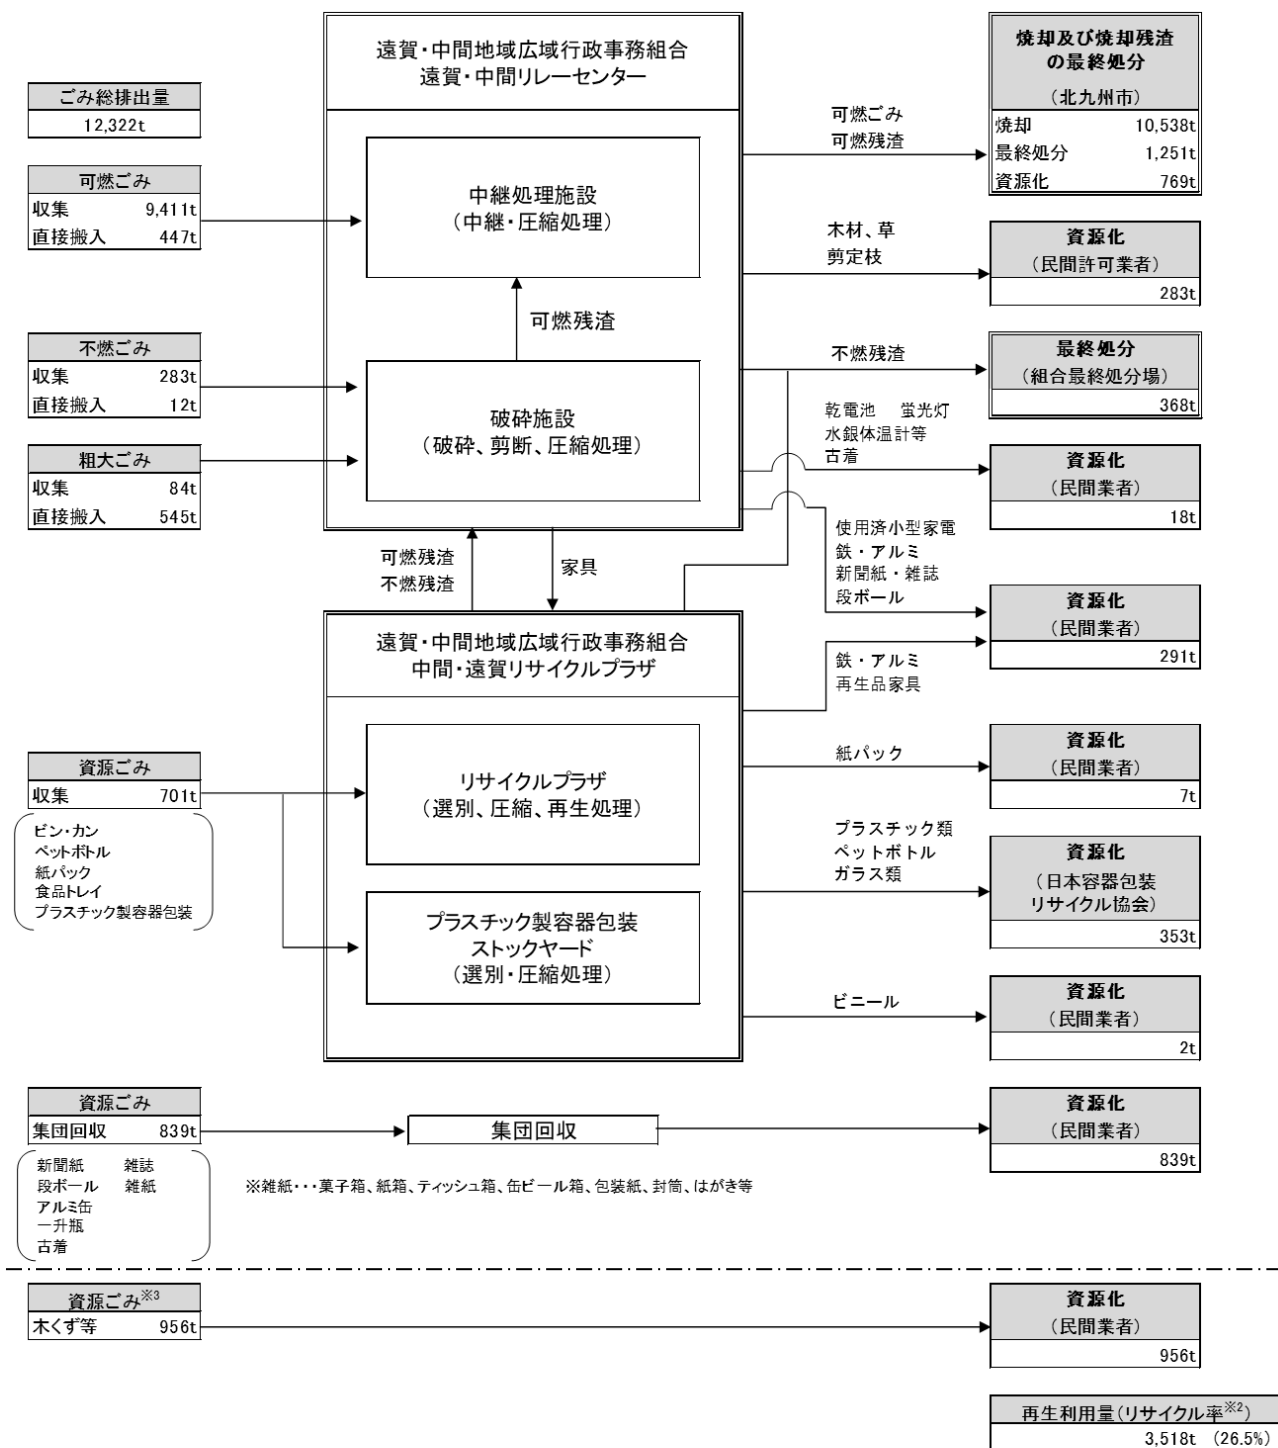 ごみ総排出量
12,322t
可燃ごみ
収集 9,411t
直接搬入 447t
不燃ごみ
収集 283t
直接搬入 12t
粗大ごみ
収集 84t
直接搬入 545t
遠賀・中間地域広域行政事務組合
遠賀・中間リレーセンター
中継処理施設
（中継・圧縮処理）
可燃残渣
破砕施設
（破砕、剪断、圧縮処理）
可燃ごみ
可燃残渣
焼却及び焼却残渣
の最終処分
（北九州市）
焼却 10,538t
最終処分 1,251t
資源化 769t
木材、草
剪定枝
資源化
（民間許可業者）
283t
不燃残渣
最終処分
（組合最終処分場）
368t
乾電池 蛍光灯
水銀体温計等
古着
資源化
（民間業者）
18t
可燃残渣
不燃残渣
家具
使用済小型家電
鉄・アルミ
新聞紙・雑誌
段ボール
資源化
（民間業者）
291t
鉄・アルミ
再生品家具
遠賀・中間地域広域行政事務組合
中間・遠賀リサイクルプラザ
資源ごみ
収集 701t
ビン・カン
ペットボトル
紙パック
食品トレイ
プラスチック製容器包装
リサイクルプラザ
（選別、圧縮、再生処理）
プラスチック製容器包装
ストックヤード
（選別・圧縮処理）
紙パック
資源化
（民間業者）
7t
プラスチック類
ペットボトル
ガラス類
資源化
（日本容器包装
リサイクル協会）
353t
ビニール
資源化
（民間業者）
2t
資源ごみ
集団回収 839t
新聞紙 雑誌
段ボール 雑紙
アルミ缶
一升瓶
古着
集団回収
資源化
（民間業者）
839t
※雑紙・・・菓子箱、紙箱、ティッシュ箱、缶ビール箱、包装紙、封筒、はがき等
資源ごみ※3
木くず等 956t
資源化
（民間業者）
956t
再生利用量（リサイクル率※2）
3,518t （26.5%）